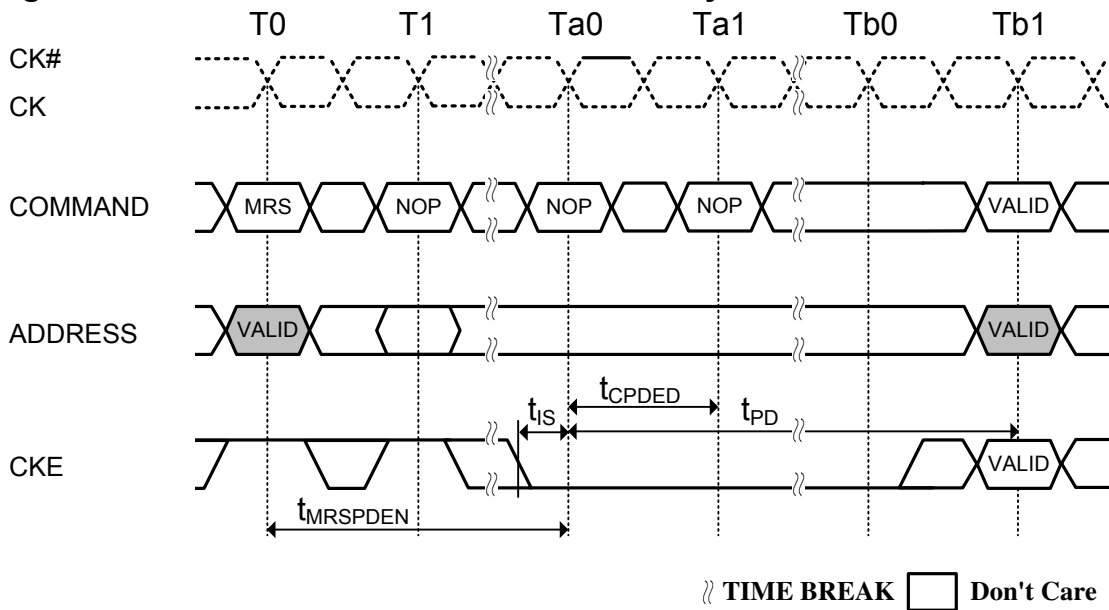 T0 T1 Ta0 Ta1 Tb0 Tb1
CK#
CK
COMMAND MRS NOP NOP NOP VALID
ADDRESS VALID VALID
tIS tCPDED tPD
CKE VALID
tMRSPDEN
TIME BREAK Don't Care